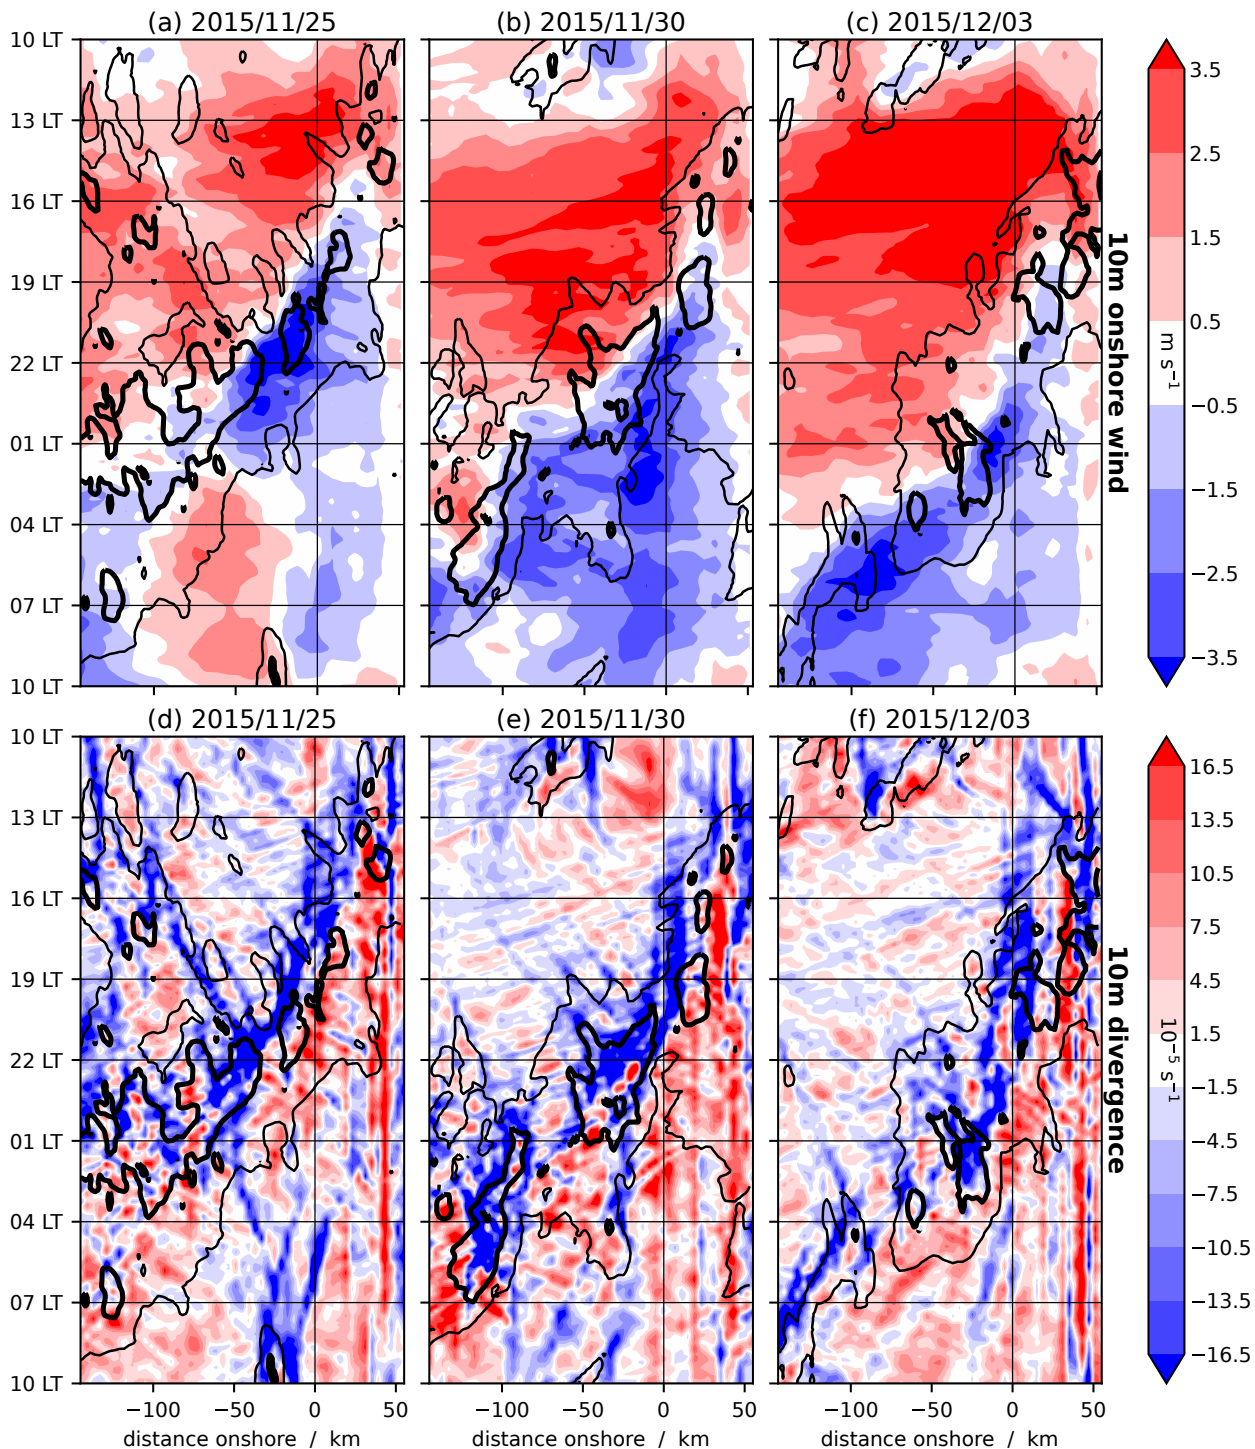 (a) 2015/11/25
(b) 2015/11/30
(c) 2015/12/03
10 LT
13 LT
16 LT
19 LT
22 LT
01 LT
04 LT
07 LT
10 LT
10m onshore wind
3.5
2.5
1.5
0.5
m s⁻¹
−0.5
−1.5
−2.5
−3.5
(d) 2015/11/25
(e) 2015/11/30
(f) 2015/12/03
10 LT
13 LT
16 LT
19 LT
22 LT
01 LT
04 LT
07 LT
10 LT
10m divergence
16.5
13.5
10.5
7.5
4.5
1.5
10⁻⁵ s⁻¹
−1.5
−4.5
−7.5
−10.5
−13.5
−16.5
−100 −50 0 50
−100 −50 0 50
−100 −50 0 50
distance onshore / km
distance onshore / km
distance onshore / km